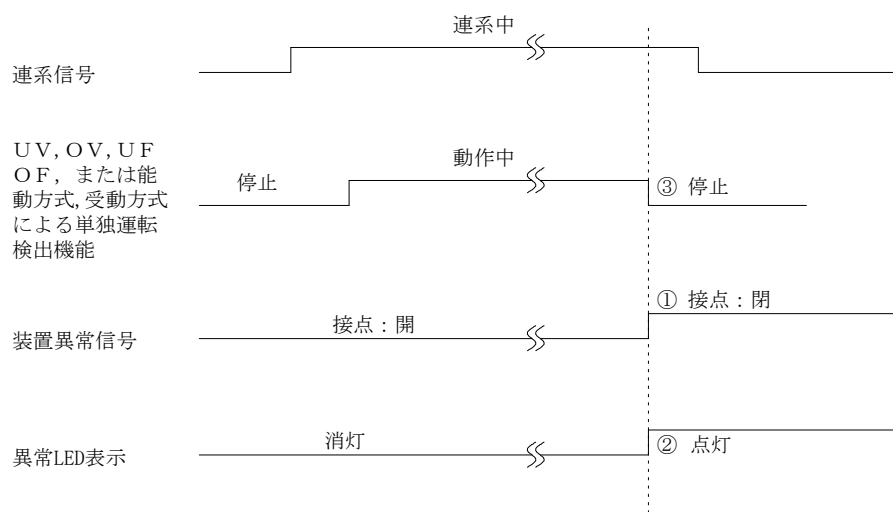 連系中
連系信号
ＵＶ,ＯＶ,ＵＦ
ＯＦ，または能
動方式,受動方式
による単独運転
検出機能
停止
動作中
③ 停止
① 接点：閉
接点：開
装置異常信号
消灯
② 点灯
異常LED表示